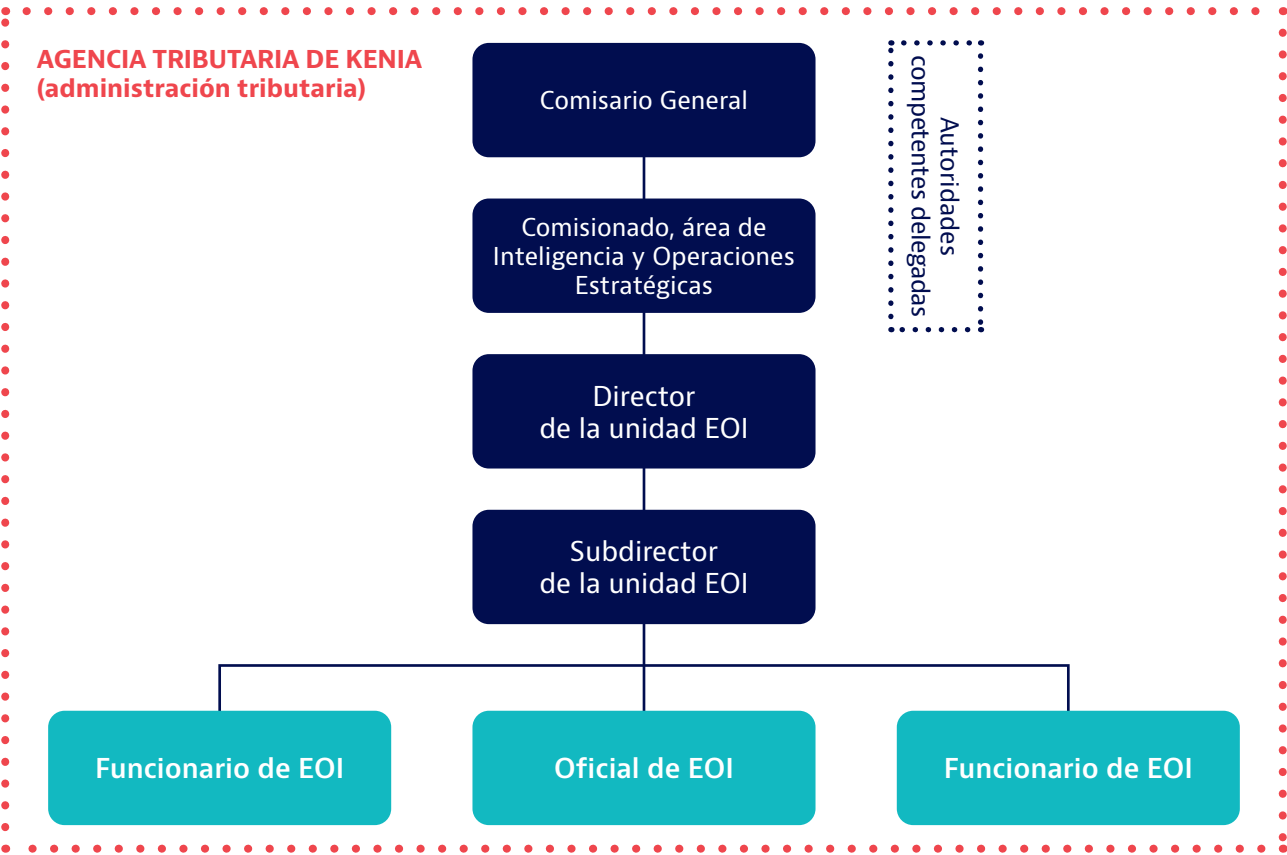 AGENCIA TRIBUTARIA DE KENIA
(administración tributaria)
Comisario General
Autoridades
competentes delegadas
Comisionado, área de
Inteligencia y Operaciones
Estratégicas
Director
de la unidad EOI
Subdirector
de la unidad EOI
Funcionario de EOI
Oficial de EOI
Funcionario de EOI